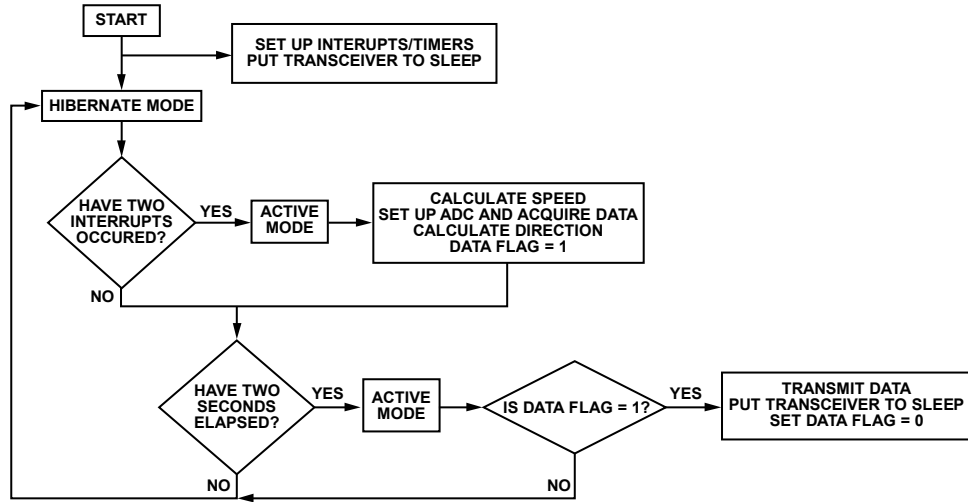 START
SET UP INTERUPTS/TIMERS
PUT TRANSCEIVER TO SLEEP
HIBERNATE MODE
HAVE TWO
INTERRUPTS
OCCURED?
YES
ACTIVE
MODE
CALCULATE SPEED
SET UP ADC AND ACQUIRE DATA
CALCULATE DIRECTION
DATA FLAG = 1
NO
HAVE TWO
SECONDS
ELAPSED?
YES
ACTIVE
MODE
IS DATA FLAG = 1?
YES
TRANSMIT DATA
PUT TRANSCEIVER TO SLEEP
SET DATA FLAG = 0
NO
NO